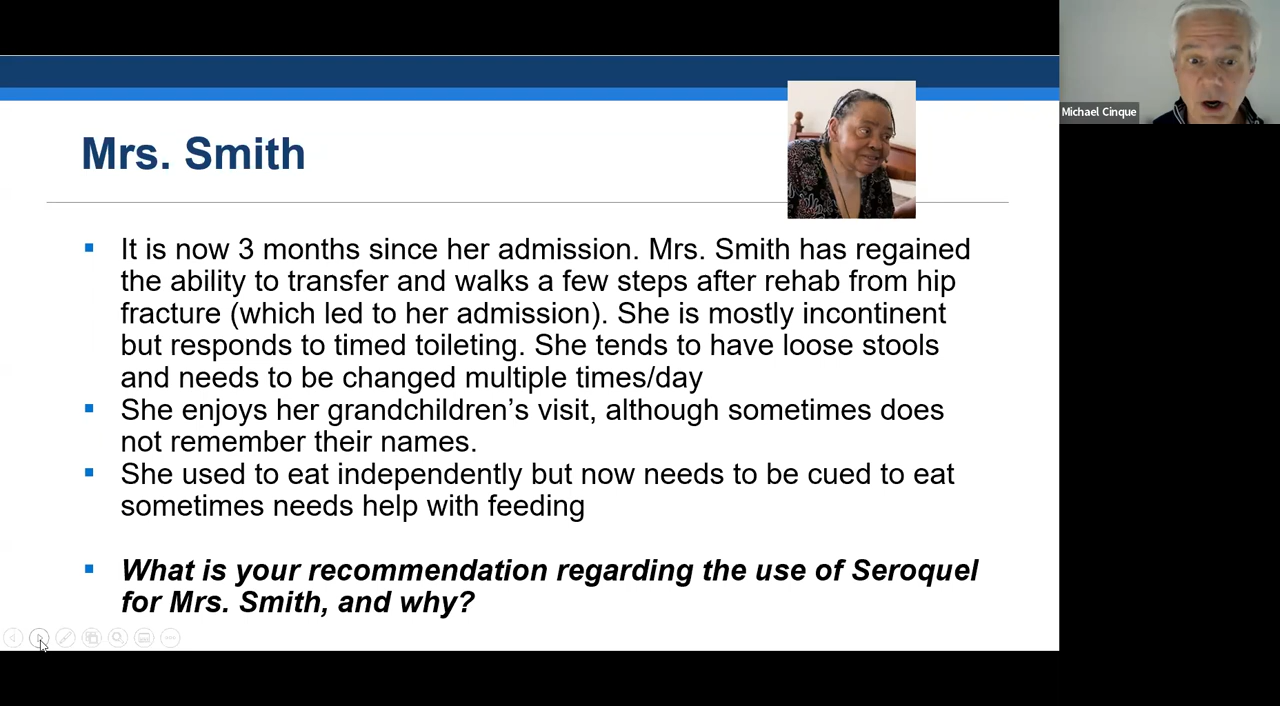 Michael Cinque
Mrs. Smith
▪ It is now 3 months since her admission. Mrs. Smith has regained
the ability to transfer and walks a few steps after rehab from hip
fracture (which led to her admission). She is mostly incontinent
but responds to timed toileting. She tends to have loose stools
and needs to be changed multiple times/day
▪ She enjoys her grandchildren’s visit, although sometimes does
not remember their names.
▪ She used to eat independently but now needs to be cued to eat
sometimes needs help with feeding
▪ What is your recommendation regarding the use of Seroquel
for Mrs. Smith, and why?